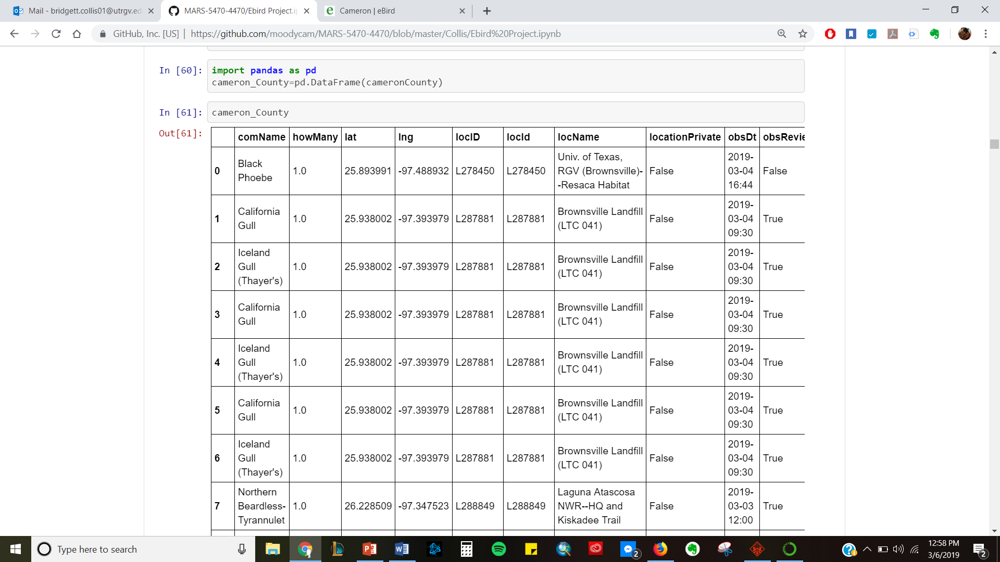 Mail - bridgett.collis01@utrgv.ed
MARS-5470-4470/Ebird Project.i
Cameron | eBird
GitHub, Inc. [US] | https://github.com/moodycam/MARS-5470-4470/blob/master/Collis/Ebird%20Project.ipynb
In [60]:
import pandas as pd
cameron_County=pd.DataFrame(cameronCounty)
In [61]:
cameron_County
Out[61]:
comName howMany lat lng locID locId locName locationPrivate obsDt obsRevie
0 Black Phoebe 1.0 25.893991 -97.488932 L278450 L278450 Univ. of Texas, RGV (Brownsville)--Resaca Habitat False 2019-03-04 16:44 False
1 California Gull 1.0 25.938002 -97.393979 L287881 L287881 Brownsville Landfill (LTC 041) False 2019-03-04 09:30 True
2 Iceland Gull (Thayer's) 1.0 25.938002 -97.393979 L287881 L287881 Brownsville Landfill (LTC 041) False 2019-03-04 09:30 True
3 California Gull 1.0 25.938002 -97.393979 L287881 L287881 Brownsville Landfill (LTC 041) False 2019-03-04 09:30 True
4 Iceland Gull (Thayer's) 1.0 25.938002 -97.393979 L287881 L287881 Brownsville Landfill (LTC 041) False 2019-03-04 09:30 True
5 California Gull 1.0 25.938002 -97.393979 L287881 L287881 Brownsville Landfill (LTC 041) False 2019-03-04 09:30 True
6 Iceland Gull (Thayer's) 1.0 25.938002 -97.393979 L287881 L287881 Brownsville Landfill (LTC 041) False 2019-03-04 09:30 True
7 Northern Beardless-Tyrannulet 1.0 26.228509 -97.347523 L288849 L288849 Laguna Atascosa NWR--HQ and Kiskadee Trail False 2019-03-03 12:00 True
Type here to search
2
12:58 PM
3/6/2019
2